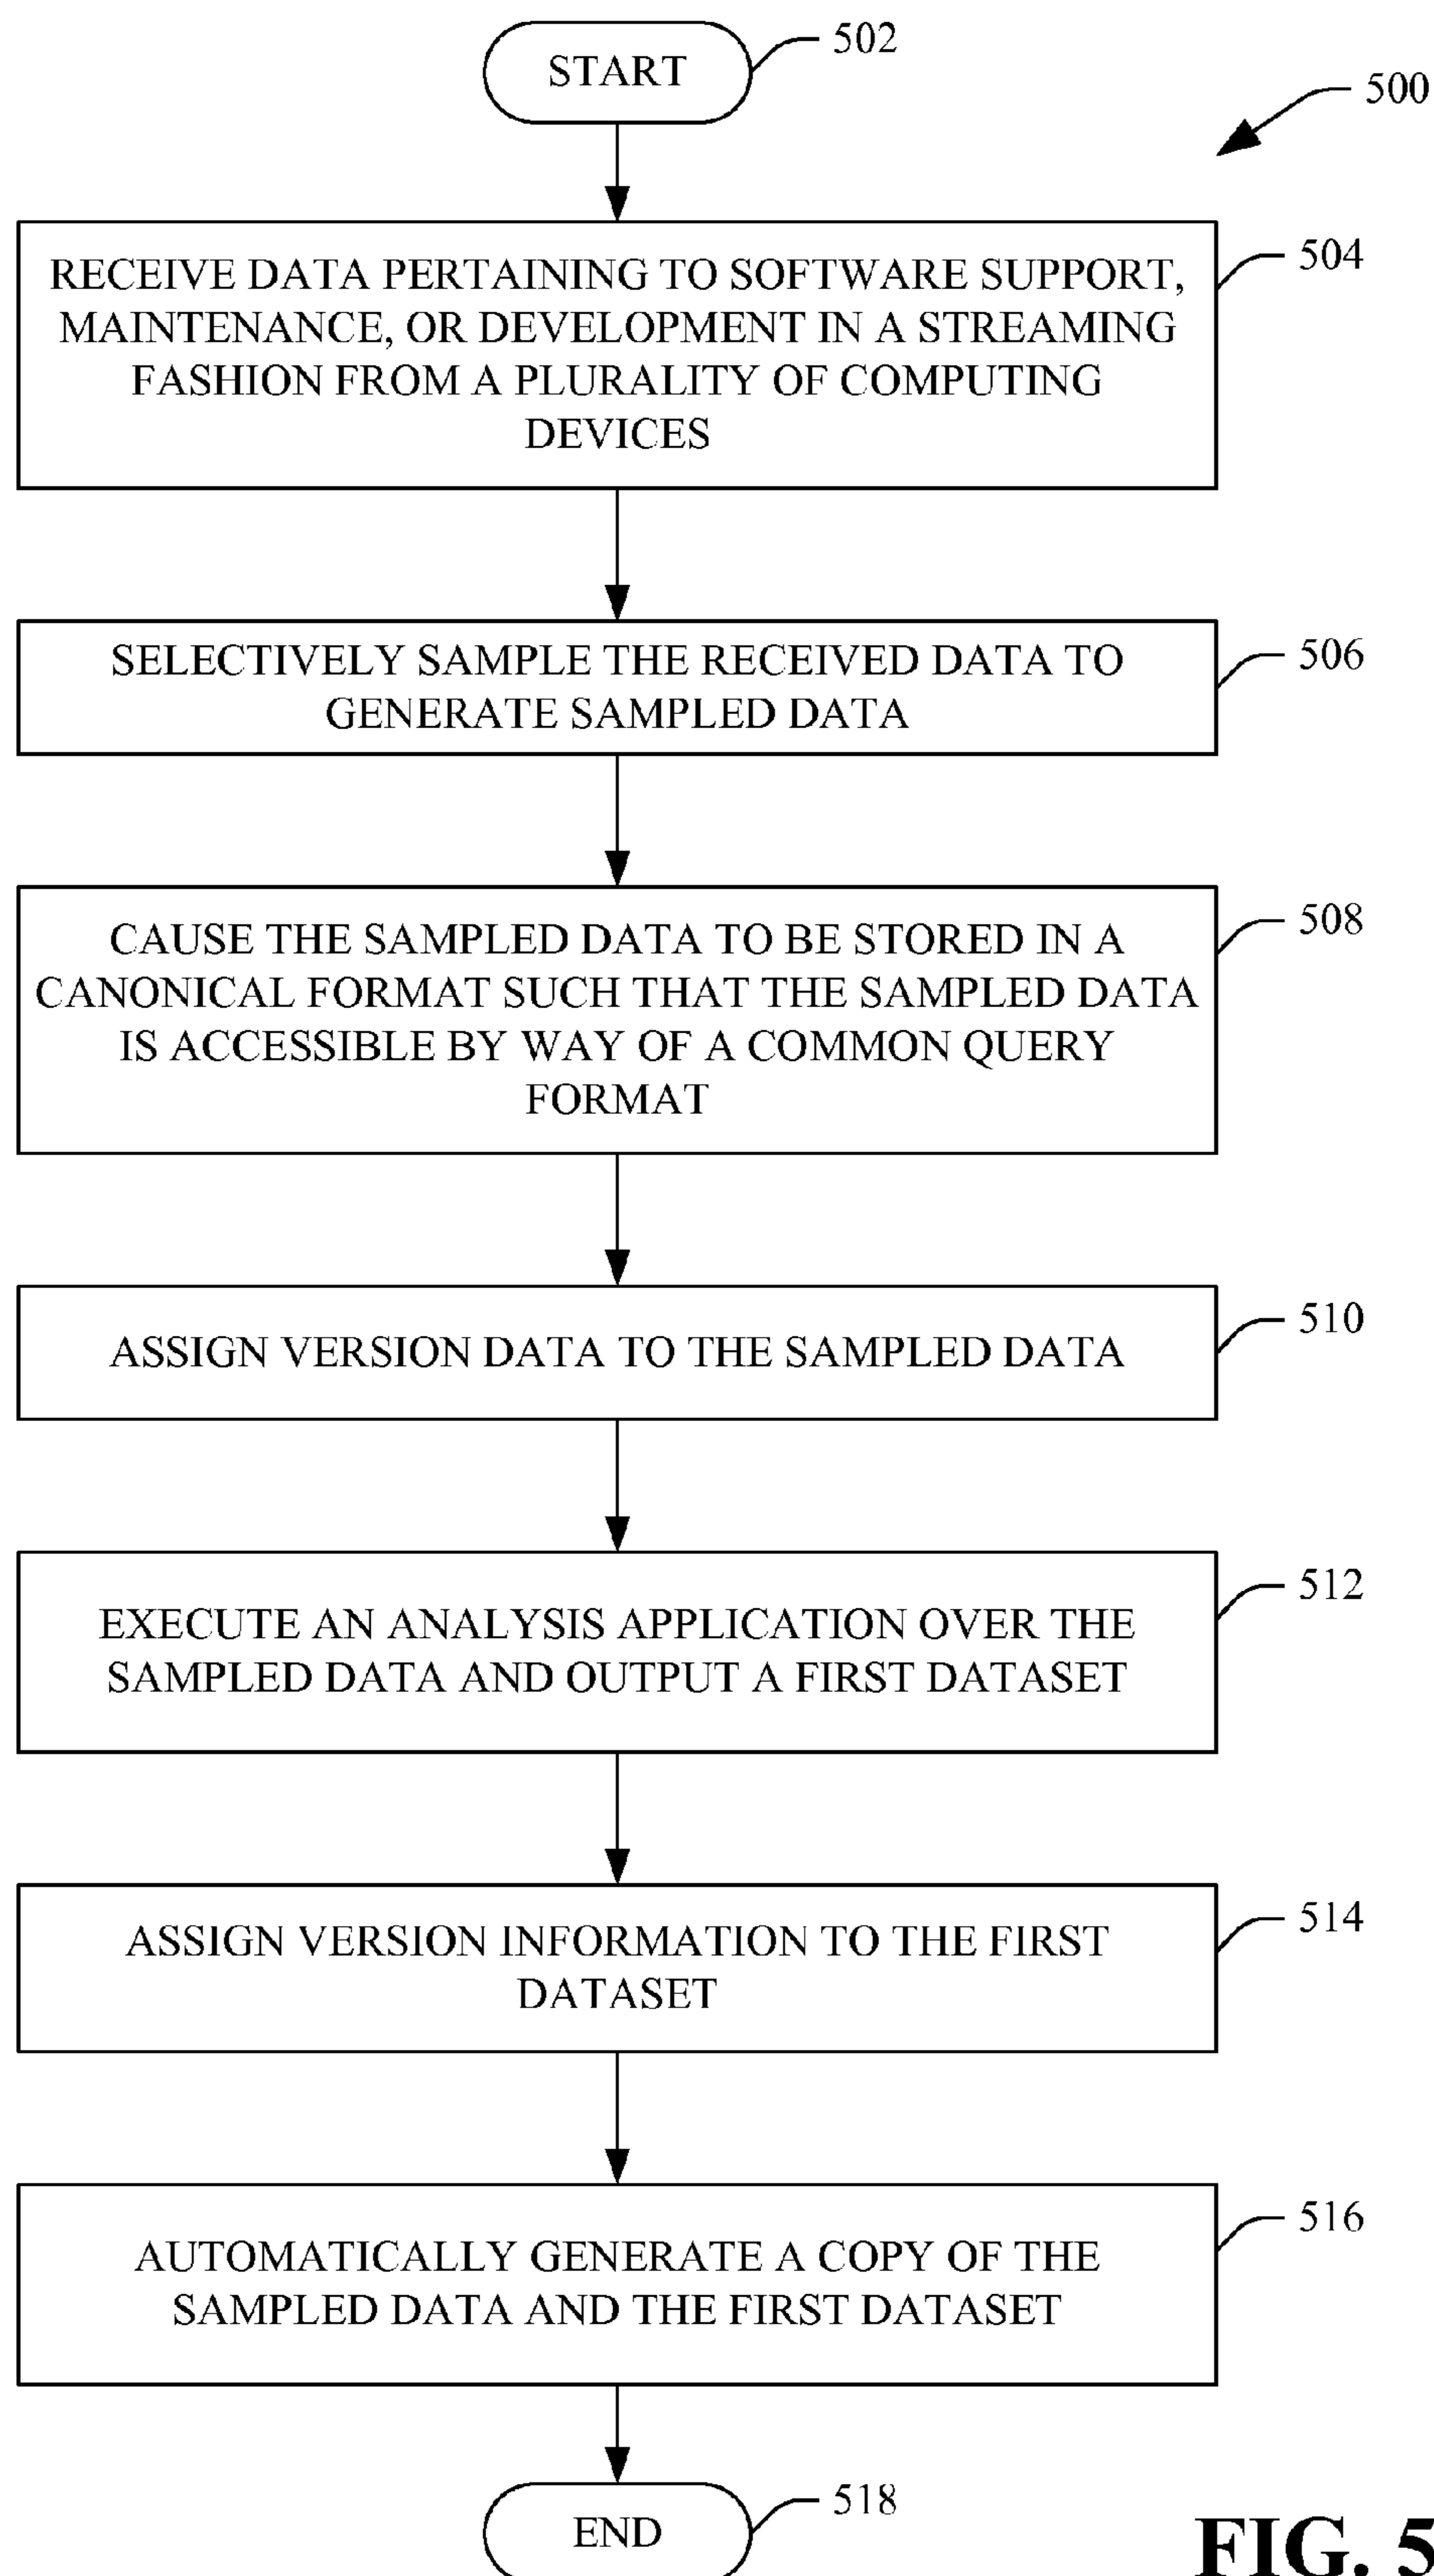 START
502
500
RECEIVE DATA PERTAINING TO SOFTWARE SUPPORT,
MAINTENANCE, OR DEVELOPMENT IN A STREAMING
FASHION FROM A PLURALITY OF COMPUTING
DEVICES
504
SELECTIVELY SAMPLE THE RECEIVED DATA TO
GENERATE SAMPLED DATA
506
CAUSE THE SAMPLED DATA TO BE STORED IN A
CANONICAL FORMAT SUCH THAT THE SAMPLED DATA
IS ACCESSIBLE BY WAY OF A COMMON QUERY
FORMAT
508
ASSIGN VERSION DATA TO THE SAMPLED DATA
510
EXECUTE AN ANALYSIS APPLICATION OVER THE
SAMPLED DATA AND OUTPUT A FIRST DATASET
512
ASSIGN VERSION INFORMATION TO THE FIRST
DATASET
514
AUTOMATICALLY GENERATE A COPY OF THE
SAMPLED DATA AND THE FIRST DATASET
516
END
518
FIG. 5